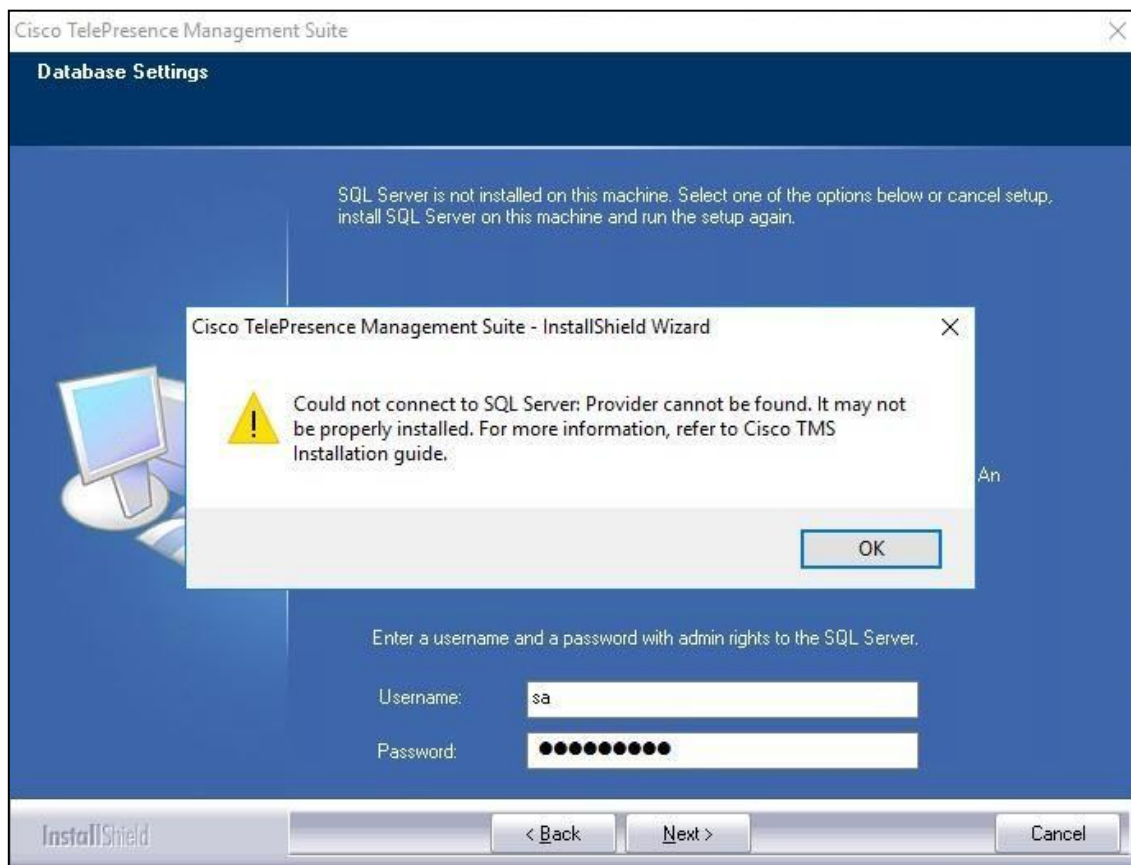 Cisco TelePresence Management Suite
Database Settings
SQL Server is not installed on this machine. Select one of the options below or cancel setup,
install SQL Server on this machine and run the setup again.
Cisco TelePresence Management Suite - InstallShield Wizard
Could not connect to SQL Server: Provider cannot be found. It may not
be properly installed. For more information, refer to Cisco TMS
Installation guide.
An
OK
Enter a username and a password with admin rights to the SQL Server.
Username:
sa
Password:
●●●●●●●●●
InstallShield
< Back
Next >
Cancel